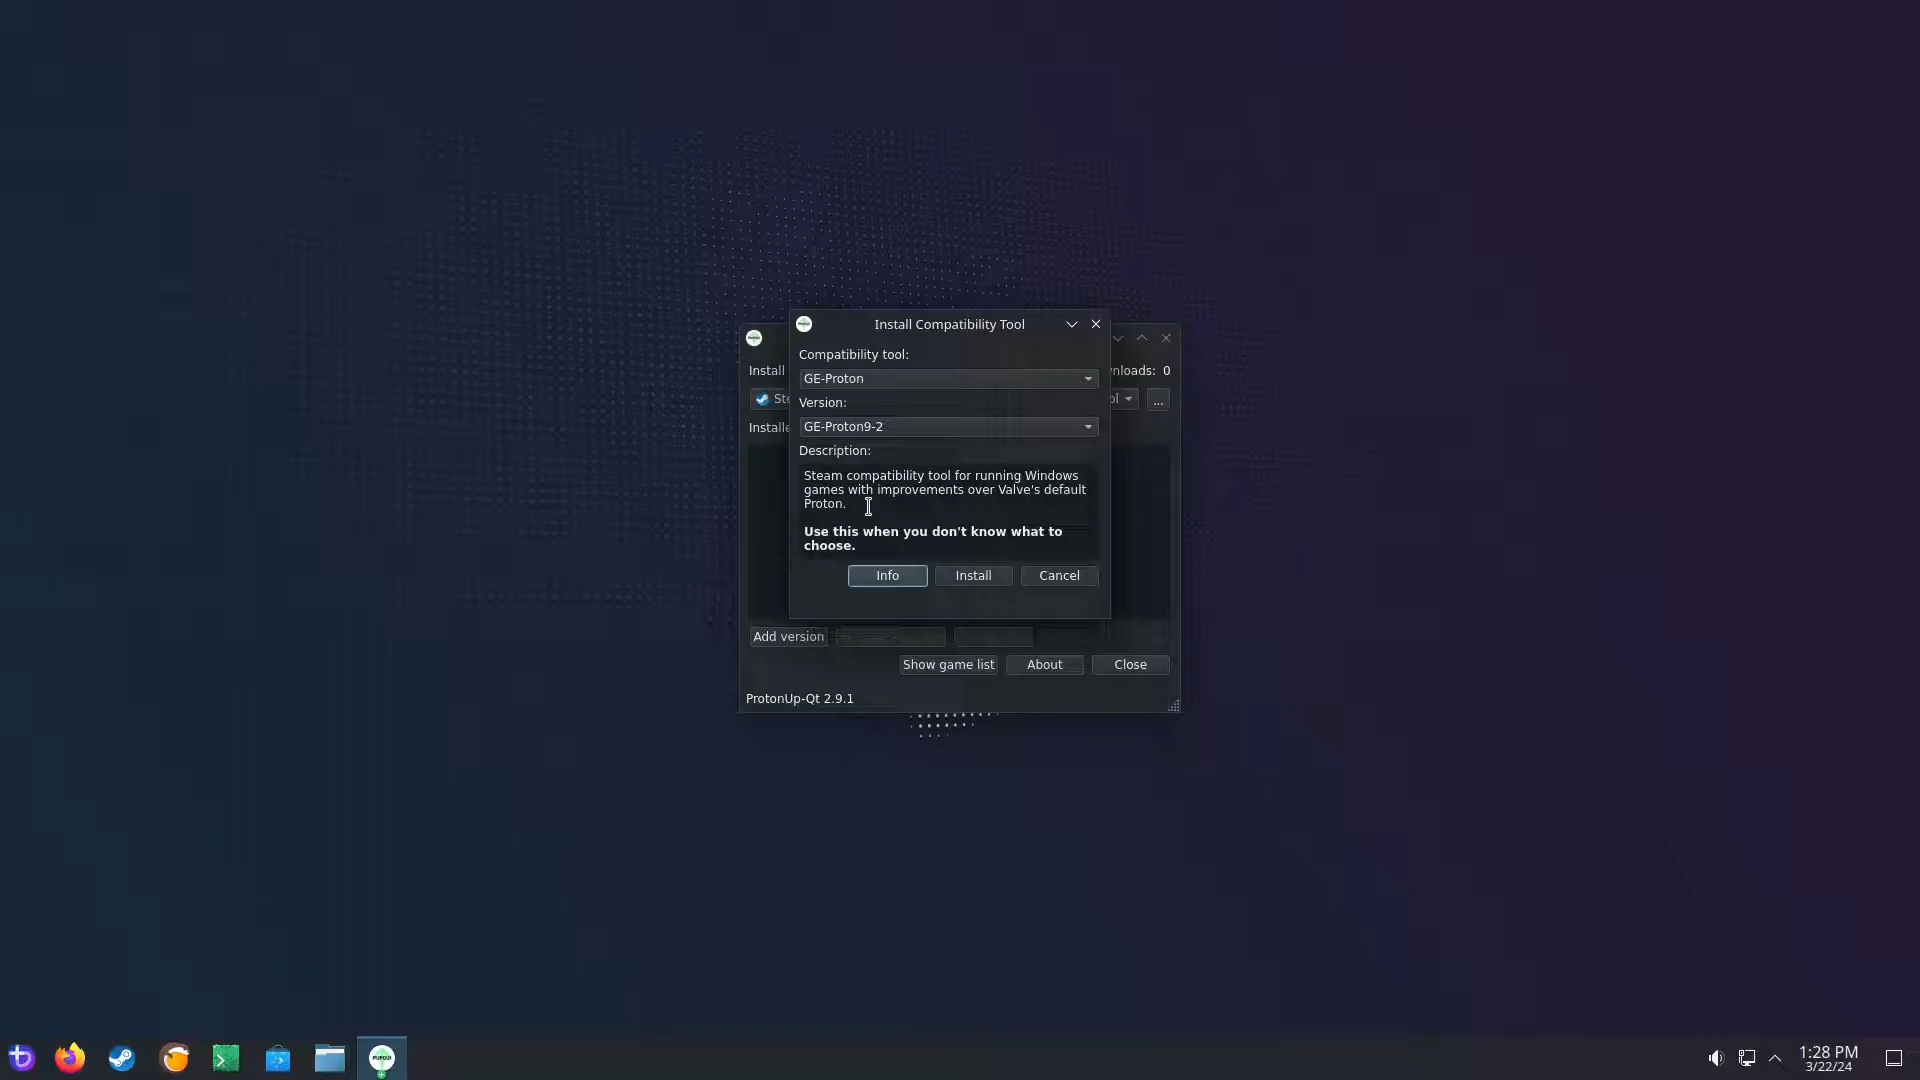 Install Compatibility Tool
Compatibility tool:
GE-Proton
Version:
GE-Proton9-2
Description:
Steam compatibility tool for running Windows
games with improvements over Valve's default
Proton.
Use this when you don't know what to
choose.
Info Install Cancel
Install
nloads: 0
Ste
ol
...
Installe
Add version
Show game list About Close
ProtonUp-Qt 2.9.1
PUPGUI
1:28 PM
3/22/24